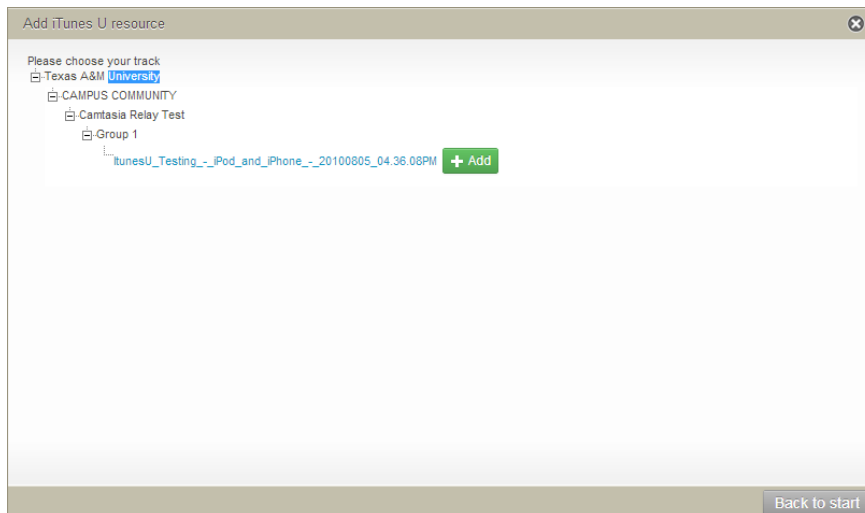 Add iTunes U resource
Please choose your track
Texas A&M University
CAMPUS COMMUNITY
Camtasia Relay Test
Group 1
ItunesU_Testing_-_iPod_and_iPhone_-_20100805_04.36.08PM
Add
Back to start